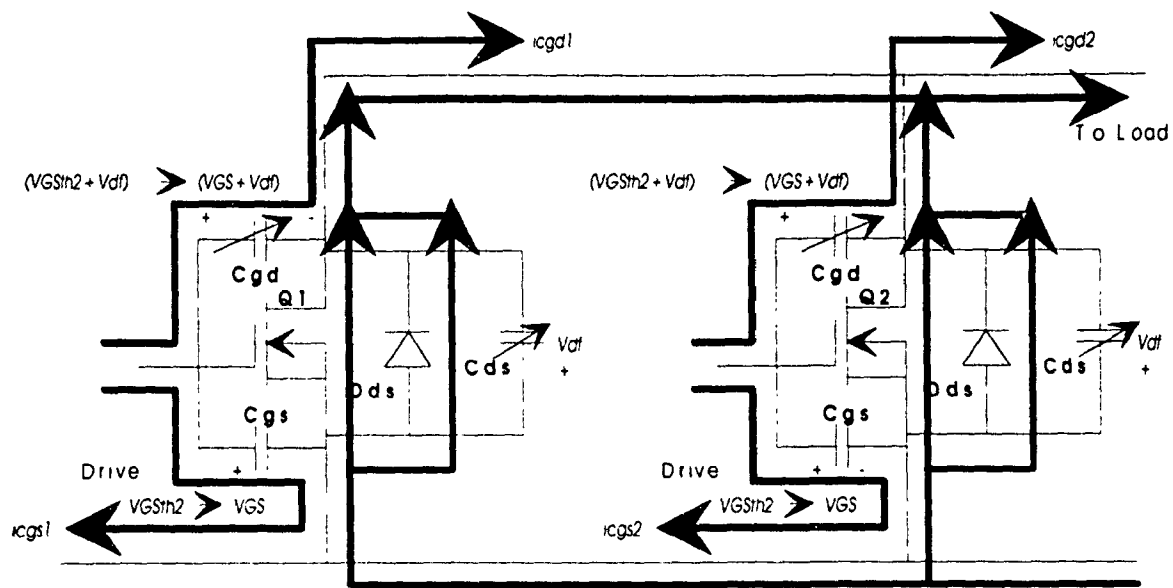 icgd1
icgd2
To Load
(VGSth2 + Vdf) > (VGS + Vdf)
(VGSth2 + Vdf) > (VGS + Vdf)
+ -
+
Cgd
Cgd
Q1
Q2
Vdf
Vdf
Cds
Cds
+
+
Dds
Dds
Cgs
Cgs
+
+ -
Drive
Drive
VGSth2 > VGS
VGSth2 > VGS
icgs1
icgs2